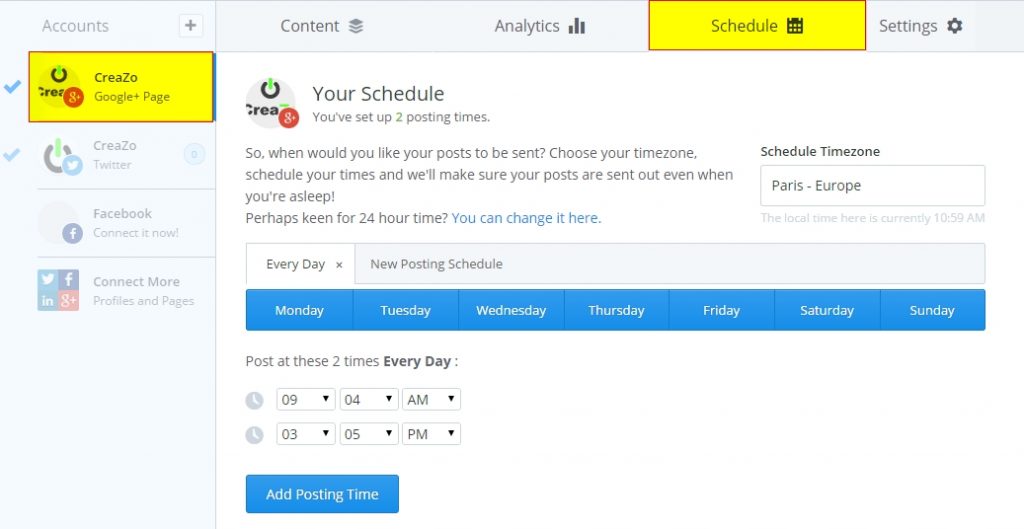 Accounts +
Content
Analytics
Schedule
Settings
CreaZo
Google+ Page
CreaZo
Twitter
0
Facebook
Connect it now!
Connect More
Profiles and Pages
Your Schedule
You've set up 2 posting times.
So, when would you like your posts to be sent? Choose your timezone,
schedule your times and we'll make sure your posts are sent out even when
you're asleep!
Perhaps keen for 24 hour time? You can change it here.
Schedule Timezone
Paris - Europe
The local time here is currently 10:59 AM
Every Day × New Posting Schedule
Monday Tuesday Wednesday Thursday Friday Saturday Sunday
Post at these 2 times Every Day :
09 04 AM
03 05 PM
Add Posting Time